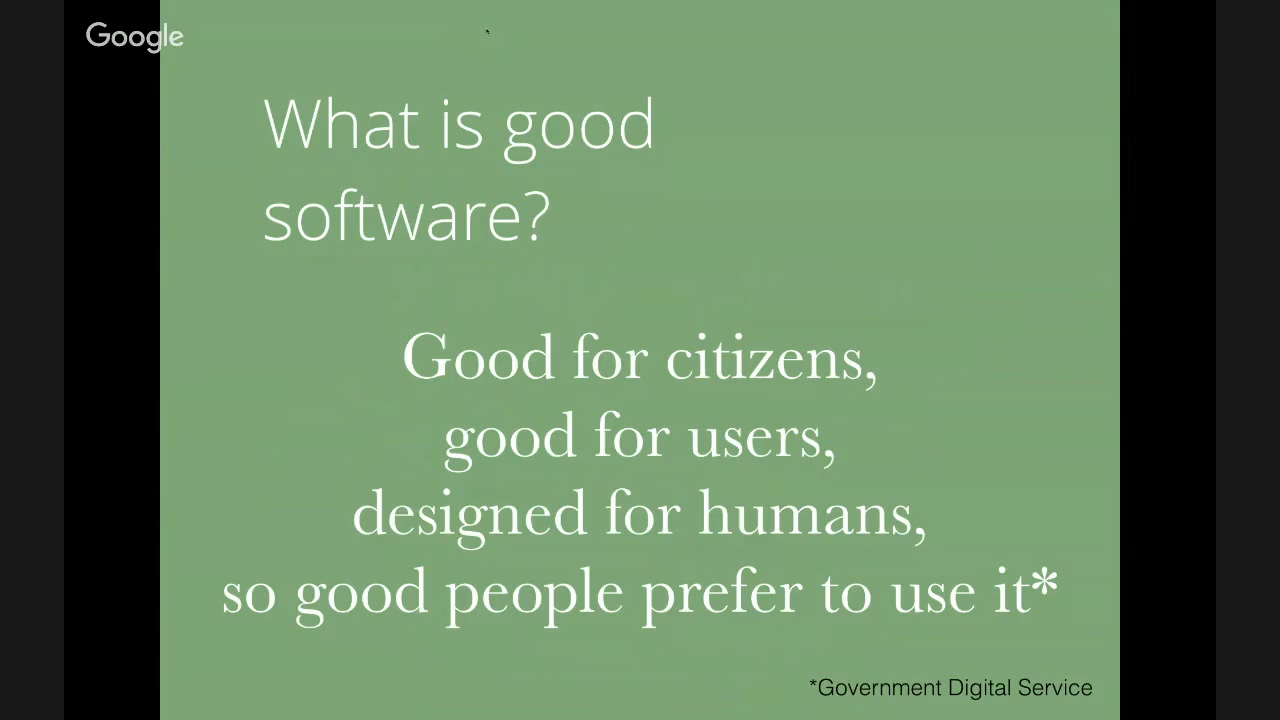 Google
What is good
software?
Good for citizens,
good for users,
designed for humans,
so good people prefer to use it*
*Government Digital Service